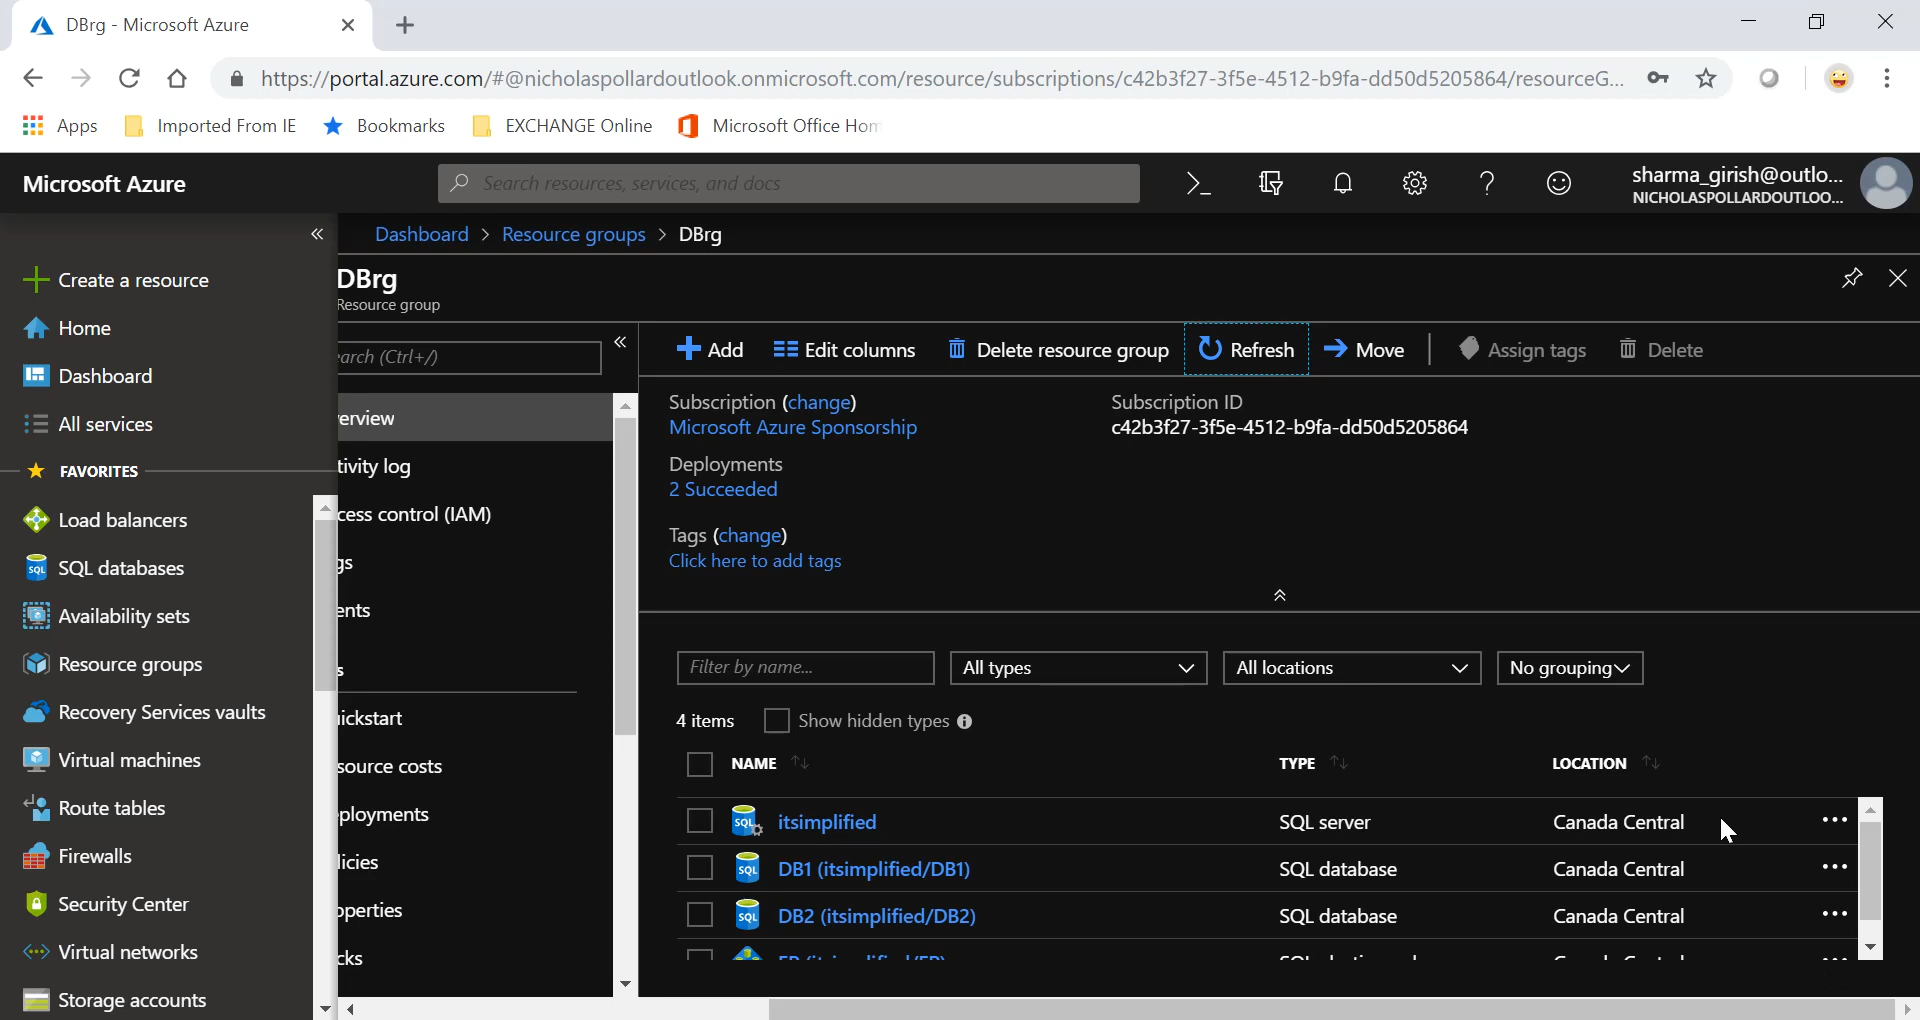 DBrg - Microsoft Azure
https://portal.azure.com/#@nicholaspollardoutlook.onmicrosoft.com/resource/subscriptions/c42b3f27-3f5e-4512-b9fa-dd50d5205864/resourceG...
Apps Imported From IE Bookmarks EXCHANGE Online Microsoft Office Hom
Microsoft Azure
Search resources, services, and docs
sharma_girish@outlo...
NICHOLASPOLLARDOUTLOO...
Dashboard > Resource groups > DBrg
Create a resource
Home
Dashboard
All services
FAVORITES
Load balancers
SQL databases
Availability sets
Resource groups
Recovery Services vaults
Virtual machines
Route tables
Firewalls
Security Center
Virtual networks
Storage accounts
DBrg
Resource group
earch (Ctrl+/)
erview
tivity log
cess control (IAM)
gs
ents
s
ickstart
source costs
ployments
licies
operties
cks
Add Edit columns Delete resource group Refresh Move Assign tags Delete
Subscription (change)
Microsoft Azure Sponsorship
Subscription ID
c42b3f27-3f5e-4512-b9fa-dd50d5205864
Deployments
2 Succeeded
Tags (change)
Click here to add tags
Filter by name... All types All locations No grouping
4 items Show hidden types
NAME TYPE LOCATION
itsimplified SQL server Canada Central
DB1 (itsimplified/DB1) SQL database Canada Central
DB2 (itsimplified/DB2) SQL database Canada Central